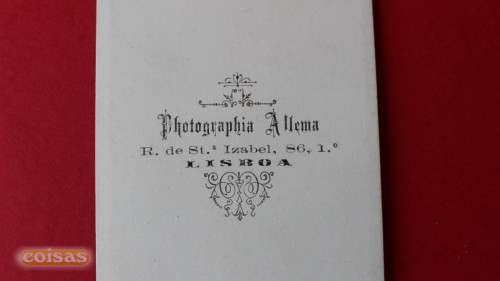 Photographia Allema
R. de St.ª Izabel, 86, 1.º
LISBOA
coisas